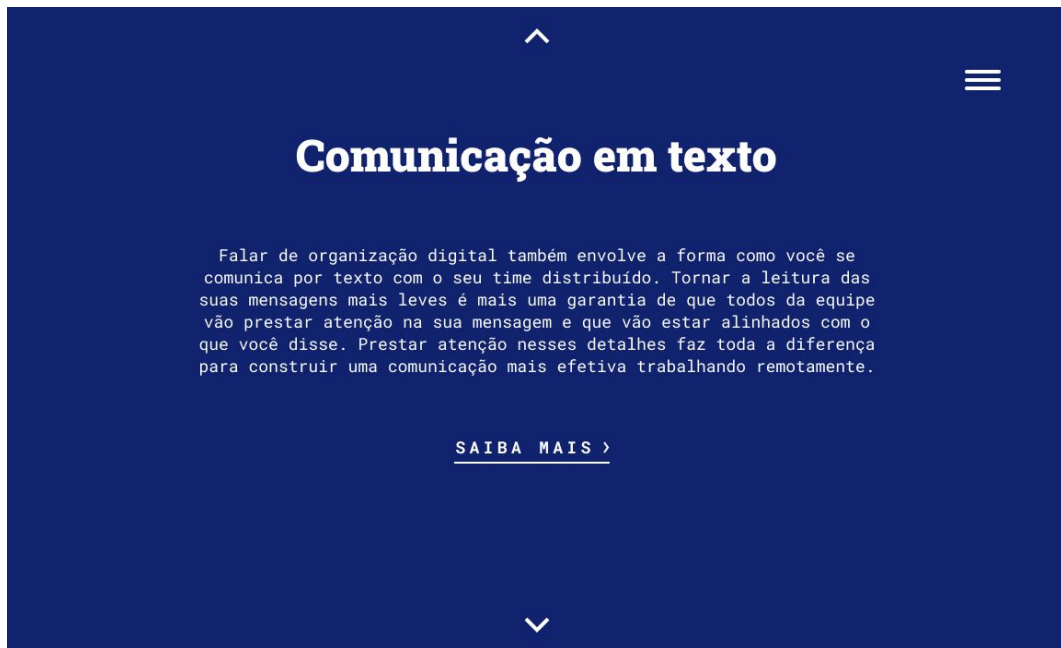 Comunicação em texto
Falar de organização digital também envolve a forma como você se
comunica por texto com o seu time distribuído. Tornar a leitura das
suas mensagens mais leves é mais uma garantia de que todos da equipe
vão prestar atenção na sua mensagem e que vão estar alinhados com o
que você disse. Prestar atenção nesses detalhes faz toda a diferença
para construir uma comunicação mais efetiva trabalhando remotamente.
SAIBA MAIS ›